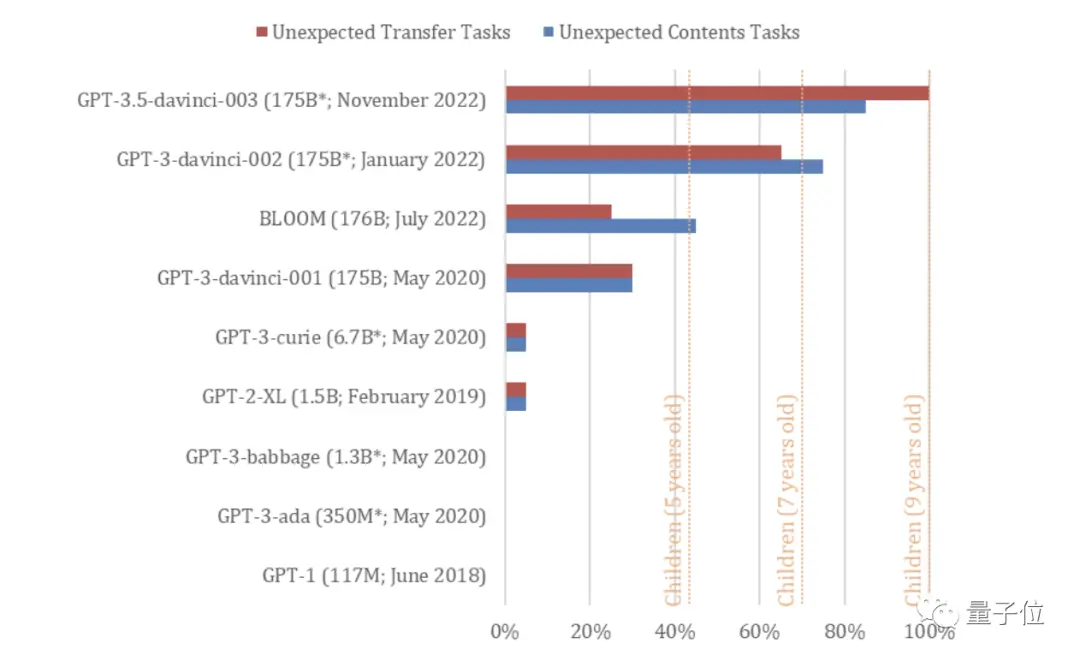 Unexpected Transfer Tasks
Unexpected Contents Tasks
GPT-3.5-davinci-003 (175B*; November 2022)
GPT-3-davinci-002 (175B*; January 2022)
BLOOM (176B; July 2022)
GPT-3-davinci-001 (175B; May 2020)
GPT-3-curie (6.7B*; May 2020)
GPT-2-XL (1.5B; February 2019)
GPT-3-babbage (1.3B*; May 2020)
GPT-3-ada (350M*; May 2020)
GPT-1 (117M; June 2018)
Children (5 years old)
Children (7 years old)
Children (9 years old)
0%
20%
40%
60%
80%
100%
量子位